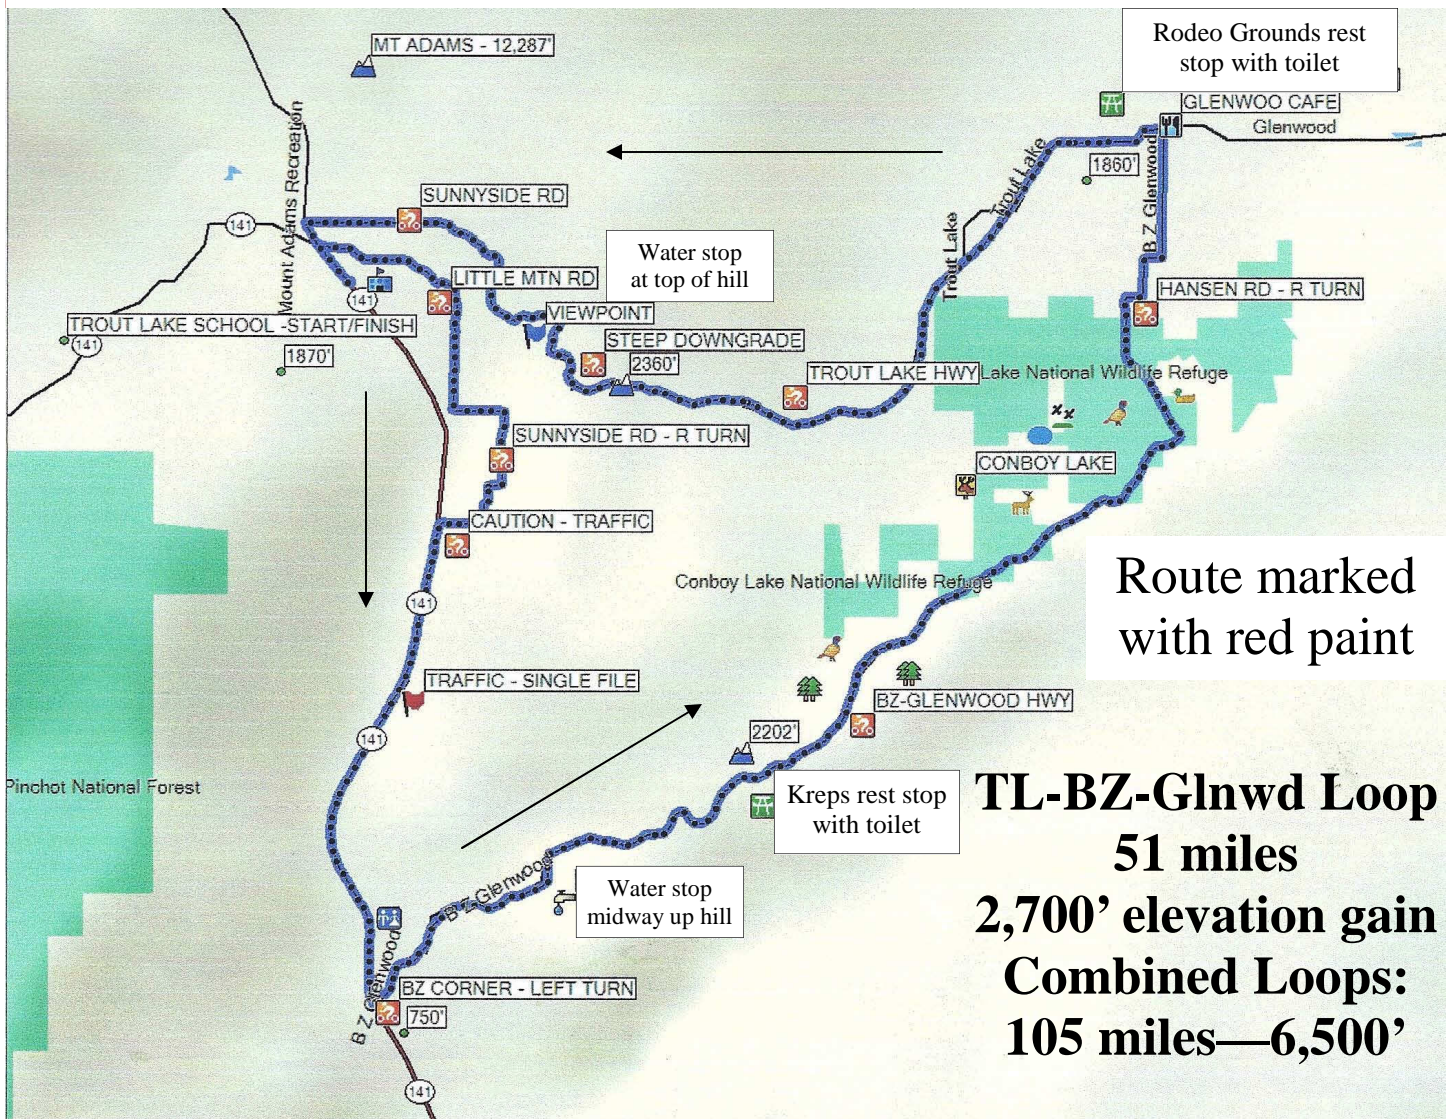 Rodeo Grounds rest
stop with toilet
MT ADAMS - 12,287'
GLENWOO CAFE
Glenwood
Mount Adams Recreation
Trout Lake
1860'
B Z Glenwood
SUNNYSIDE RD
141
Trout Lake
Water stop
at top of hill
LITTLE MTN RD
HANSEN RD - R TURN
141
VIEWPOINT
TROUT LAKE SCHOOL -START/FINISH
141
STEEP DOWNGRADE
1870'
2360'
TROUT LAKE HWY
Lake National Wildlife Refuge
SUNNYSIDE RD - R TURN
CONBOY LAKE
CAUTION - TRAFFIC
Conboy Lake National Wildlife Refuge
Route marked
with red paint
141
TRAFFIC - SINGLE FILE
BZ-GLENWOOD HWY
141
2202'
Pinchot National Forest
Kreps rest stop
with toilet
TL-BZ-Glnwd Loop
51 miles
2,700’ elevation gain
Combined Loops:
105 miles—6,500’
B Z Glenwood
Water stop
midway up hill
B Z Glenwood
BZ CORNER - LEFT TURN
750'
141